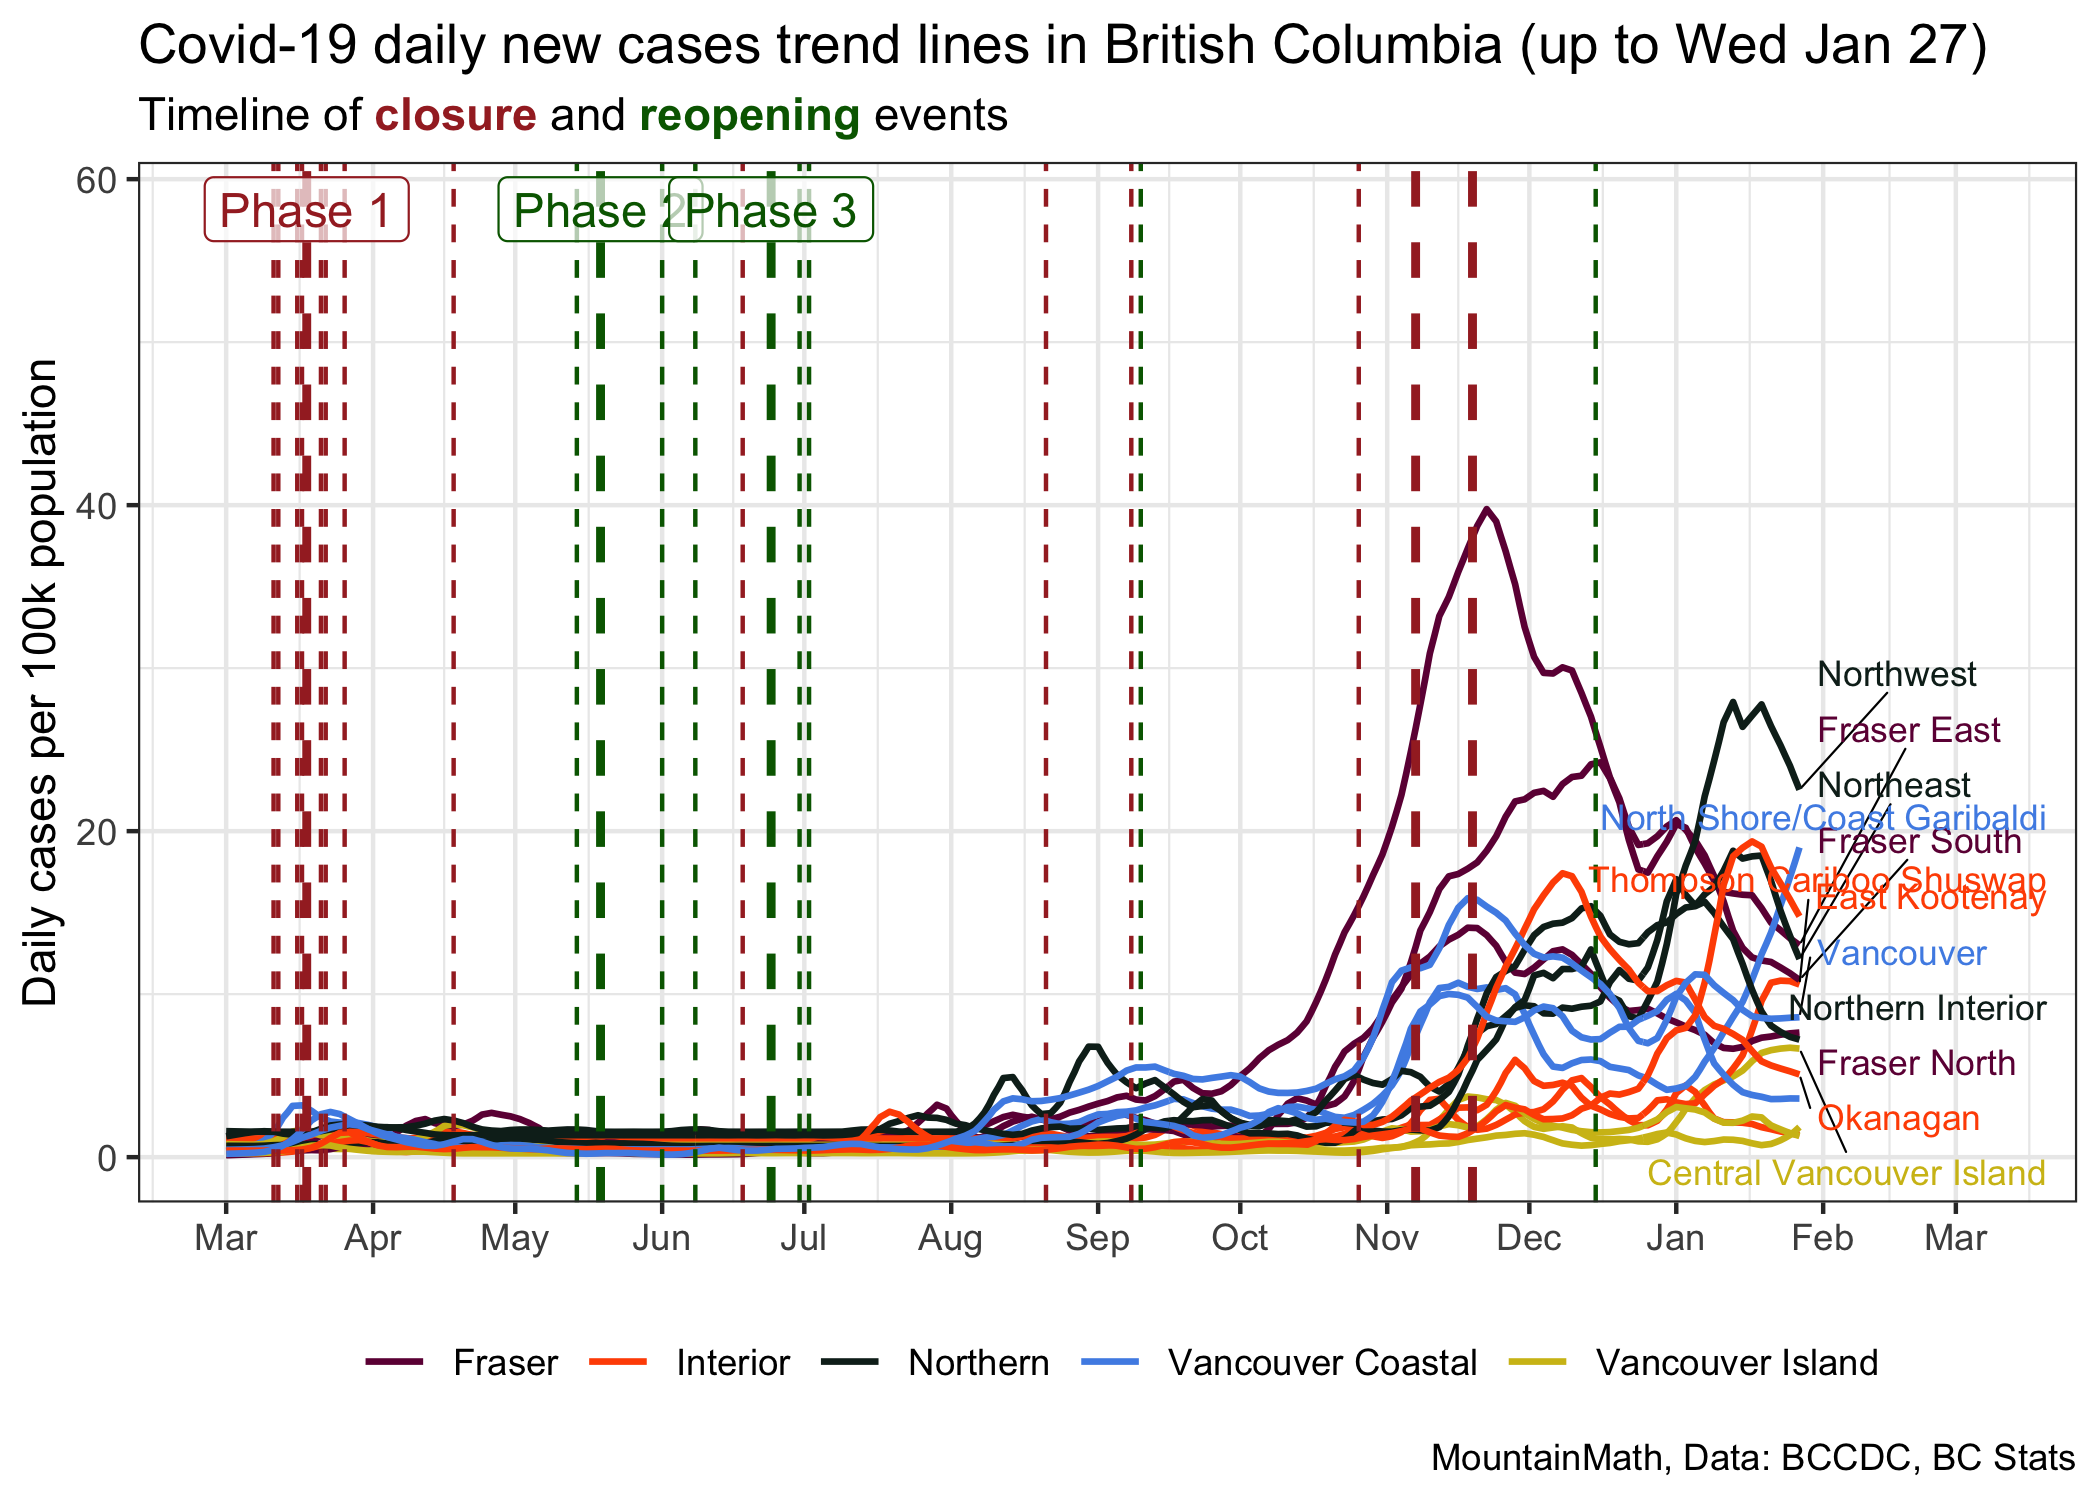 Covid-19 daily new cases trend lines in British Columbia (up to Wed Jan 27)
Timeline of closure and reopening events
Daily cases per 100k population
60
40
20
0
Phase 1
Phase 2
Phase 3
Northwest
Fraser East
Northeast
North Shore/Coast Garibaldi
Fraser South
Thompson Cariboo Shuswap
East Kootenay
Vancouver
Northern Interior
Fraser North
Okanagan
Central Vancouver Island
Mar Apr May Jun Jul Aug Sep Oct Nov Dec Jan Feb Mar
Fraser Interior Northern Vancouver Coastal Vancouver Island
MountainMath, Data: BCCDC, BC Stats